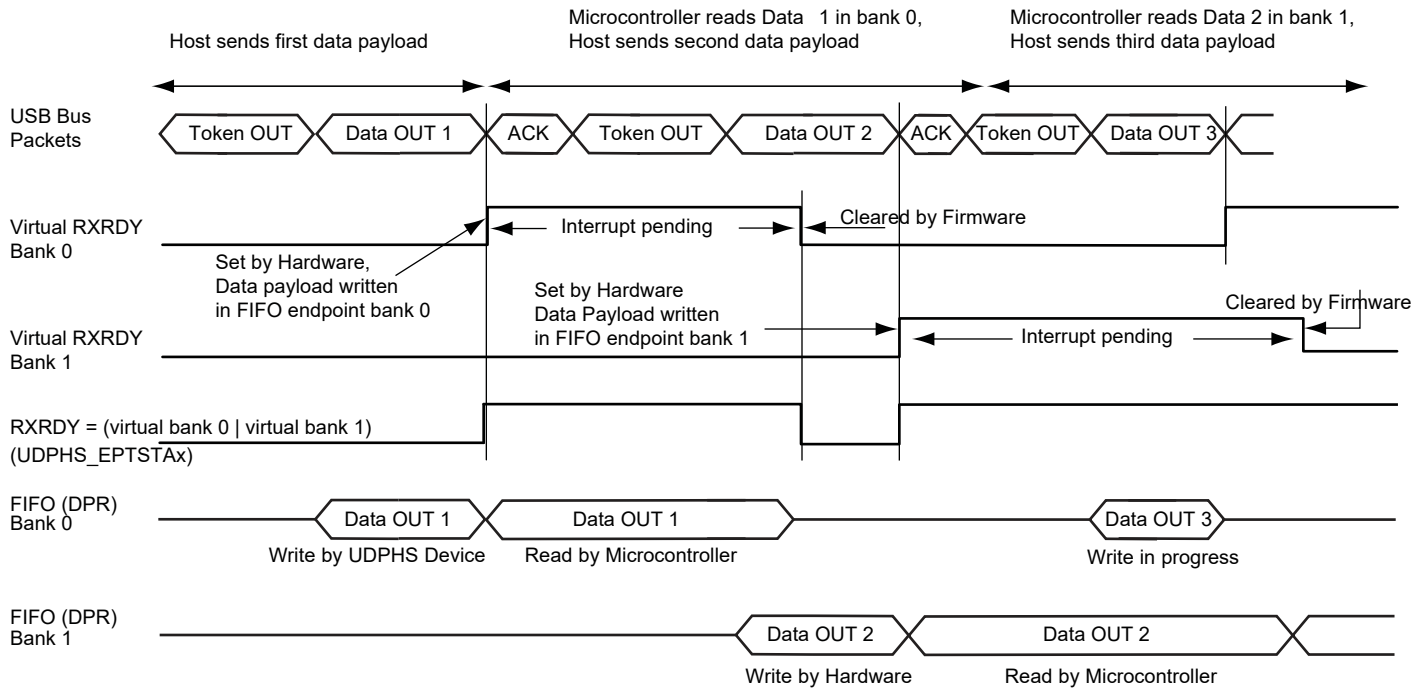 Host sends first data payload
Microcontroller reads Data 1 in bank 0,
Host sends second data payload
Microcontroller reads Data 2 in bank 1,
Host sends third data payload
USB Bus
Packets
Token OUT
Data OUT 1
ACK
Token OUT
Data OUT 2
ACK
Token OUT
Data OUT 3
Virtual RXRDY
Bank 0
Interrupt pending
Cleared by Firmware
Set by Hardware,
Data payload written
in FIFO endpoint bank 0
Set by Hardware
Data Payload written
in FIFO endpoint bank 1
Cleared by Firmware
Virtual RXRDY
Bank 1
Interrupt pending
RXRDY = (virtual bank 0 | virtual bank 1)
(UDPHS_EPTSTAx)
FIFO (DPR)
Bank 0
Data OUT 1
Data OUT 1
Data OUT 3
Write by UDPHS Device
Read by Microcontroller
Write in progress
FIFO (DPR)
Bank 1
Data OUT 2
Data OUT 2
Write by Hardware
Read by Microcontroller